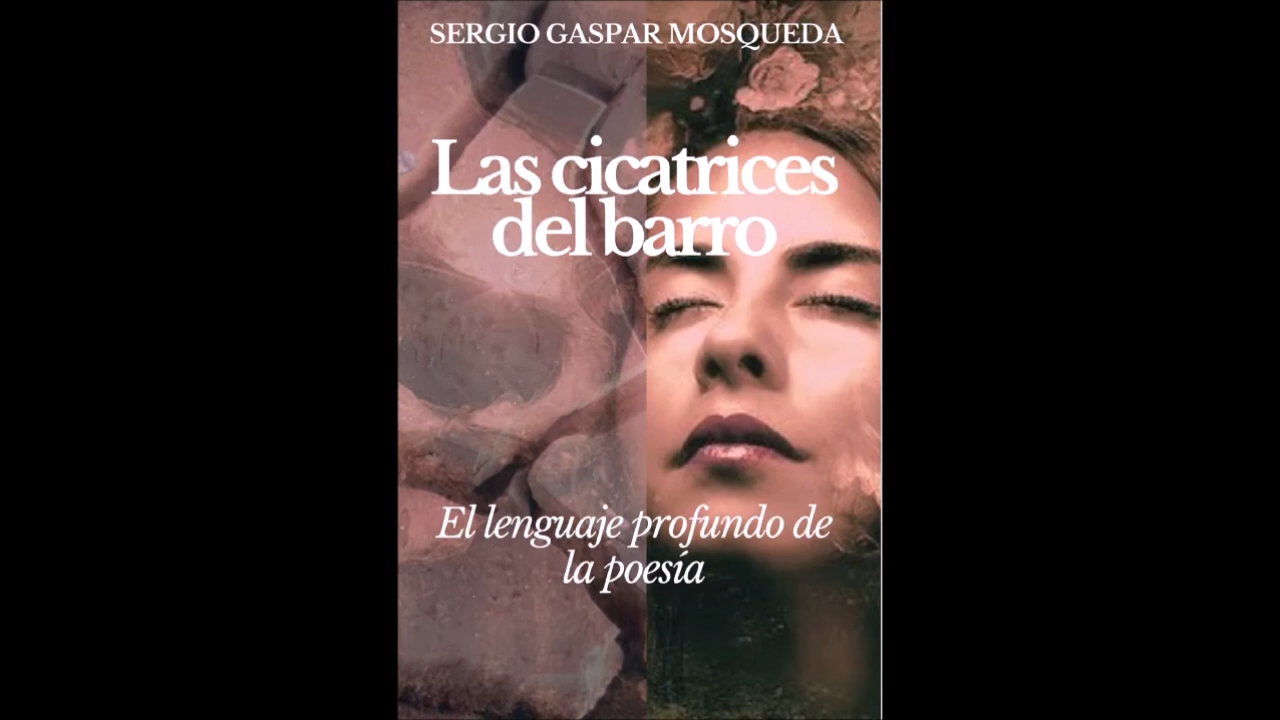 SERGIO GASPAR MOSQUEDA
Las cicatrices
del barro
El lenguaje profundo de
la poesía